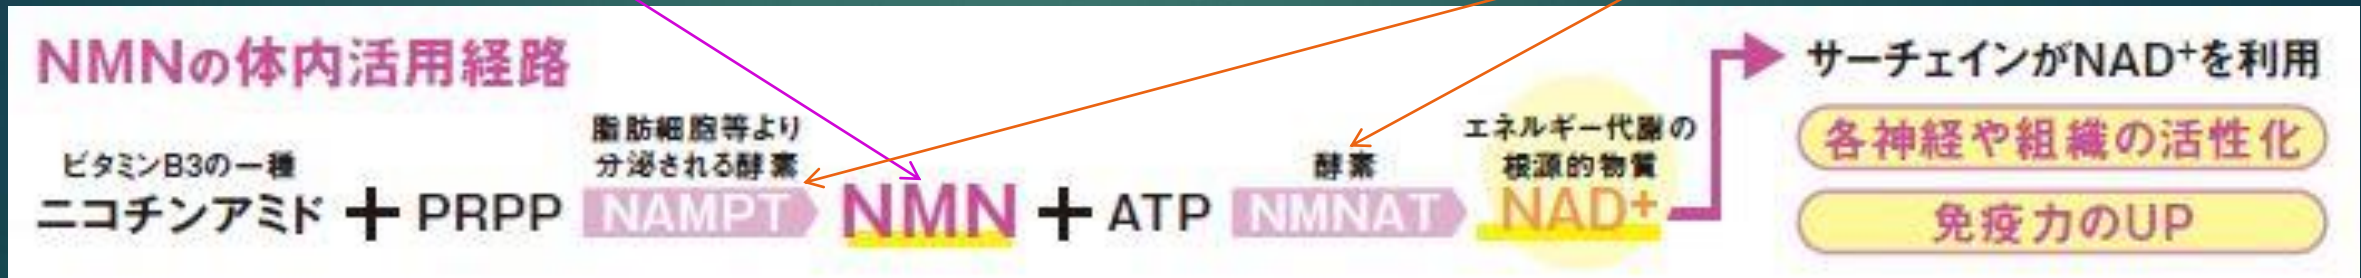 NMNの体内活用経路
ビタミンB3の一種
ニコチンアミド + PRPP
脂肪細胞等より
分泌される酵素
NAMPT
NMN + ATP
酵素
NMNAT
エネルギー代謝の
根源的物質
NAD+
サーチェインがNAD+を利用
各神経や組織の活性化
免疫力のUP